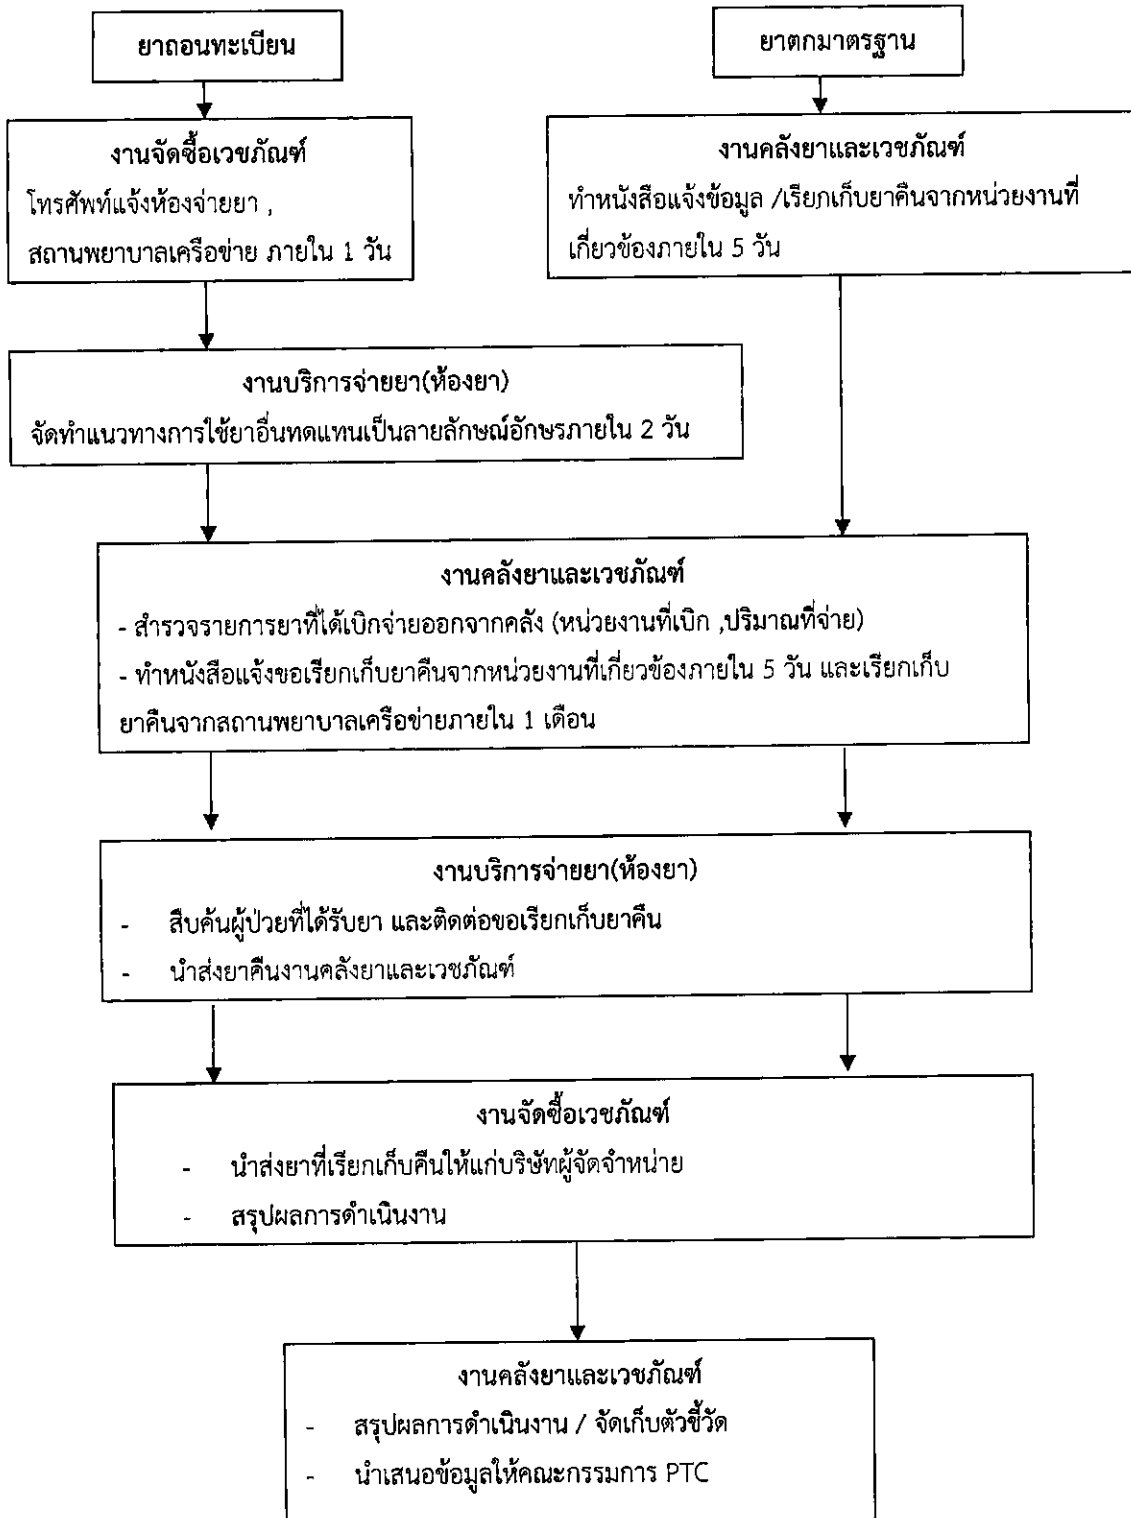 ยาถอนทะเบียน
ยาตกมาตรฐาน
งานจัดซื้อเวชภัณฑ์
โทรศัพท์แจ้งห้องจ่ายยา ,
สถานพยาบาลเครือข่าย ภายใน 1 วัน
งานคลังยาและเวชภัณฑ์
ทำหนังสือแจ้งข้อมูล /เรียกเก็บยาคืนจากหน่วยงานที่
เกี่ยวข้องภายใน 5 วัน
งานบริการจ่ายยา(ห้องยา)
จัดทำแนวทางการใช้ยาอื่นทดแทนเป็นลายลักษณ์อักษรภายใน 2 วัน
งานคลังยาและเวชภัณฑ์
- สำรวจรายการยาที่ได้เบิกจ่ายออกจากคลัง (หน่วยงานที่เบิก ,ปริมาณที่จ่าย)
- ทำหนังสือแจ้งขอเรียกเก็บยาคืนจากหน่วยงานที่เกี่ยวข้องภายใน 5 วัน และเรียกเก็บ
ยาคืนจากสถานพยาบาลเครือข่ายภายใน 1 เดือน
งานบริการจ่ายยา(ห้องยา)
- สืบค้นผู้ป่วยที่ได้รับยา และติดต่อขอเรียกเก็บยาคืน
- นำส่งยาคืนงานคลังยาและเวชภัณฑ์
งานจัดซื้อเวชภัณฑ์
- นำส่งยาที่เรียกเก็บคืนให้แก่บริษัทผู้จัดจำหน่าย
- สรุปผลการดำเนินงาน
งานคลังยาและเวชภัณฑ์
- สรุปผลการดำเนินงาน / จัดเก็บตัวชี้วัด
- นำเสนอข้อมูลให้คณะกรรมการ PTC